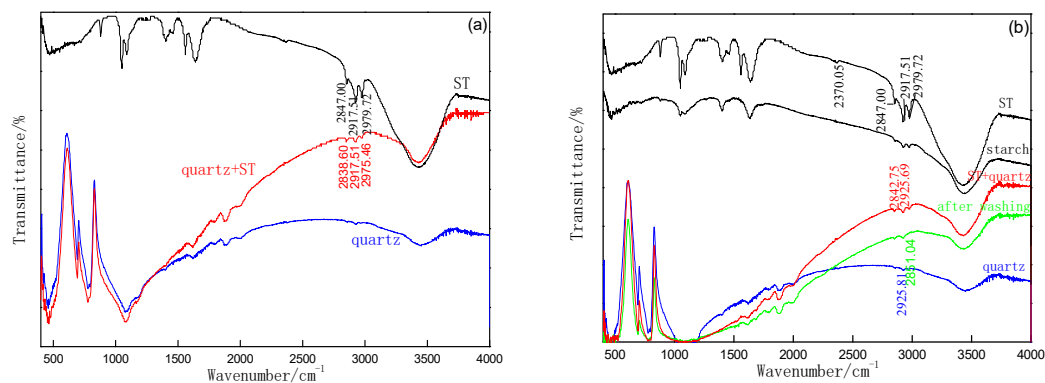 (a)
ST
2847.00
2917.51
2979.72
quartz+ST
2838.60
2917.51
2975.46
quartz
Transmittance/%
500 1000 1500 2000 2500 3000 3500 4000
Wavenumber/cm⁻¹
(b)
2370.05
2847.00
2917.51
2979.72
ST
starch
ST+quartz
2842.75
2925.69
after washing
2925.81
quartz
Transmittance/%
500 1000 1500 2000 2500 3000 3500 4000
Wavenumber/cm⁻¹